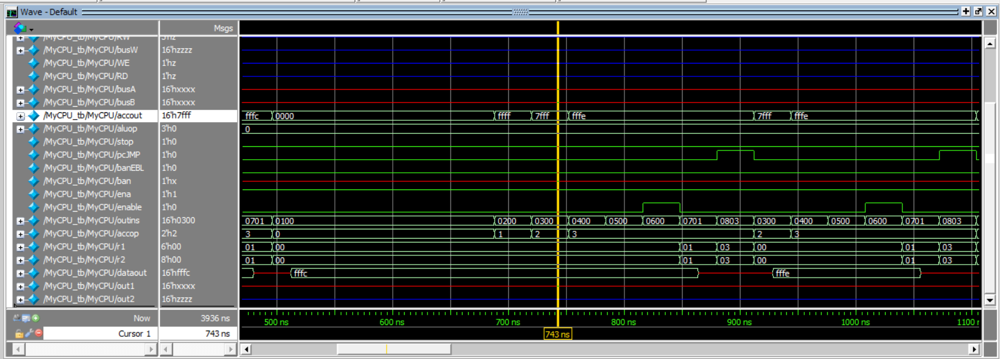 Wave - Default
Msgs
/MyCPU_tb/MyCPU/RW 3'hz
/MyCPU_tb/MyCPU/busW 16'hzzzz
/MyCPU_tb/MyCPU/WE 1'hz
/MyCPU_tb/MyCPU/RD 1'hz
/MyCPU_tb/MyCPU/busA 16'hxxxx
/MyCPU_tb/MyCPU/busB 16'hxxxx
/MyCPU_tb/MyCPU/accout 16'h7fff fffc 0000 ffff 7fff fffe 7fff fffe
/MyCPU_tb/MyCPU/aluop 3'h0 0
/MyCPU_tb/MyCPU/stop 1'h0
/MyCPU_tb/MyCPU/pcJMP 1'h0
/MyCPU_tb/MyCPU/banEBL 1'h0
/MyCPU_tb/MyCPU/ban 1'hx
/MyCPU_tb/MyCPU/ena 1'h1
/MyCPU_tb/MyCPU/enable 1'h0
/MyCPU_tb/MyCPU/outins 16'h0300 0701 0100 0200 0300 0400 0500 0600 0701 0803 0300 0400 0500 0600 0701 0803
/MyCPU_tb/MyCPU/accop 2'h2 3 0 1 2 3 2 3
/MyCPU_tb/MyCPU/r1 6'h00 01 00 01 03 00 01 03
/MyCPU_tb/MyCPU/r2 8'h00 01 00 01 03 00 01 03
/MyCPU_tb/MyCPU/dataout 16'hfffc fffc fffe
/MyCPU_tb/MyCPU/out1 16'hxxxx
/MyCPU_tb/MyCPU/out2 16'hzzzz
Now 3936 ns 500 ns 600 ns 700 ns 800 ns 900 ns 1000 ns 1100
Cursor 1 743 ns 743 ns